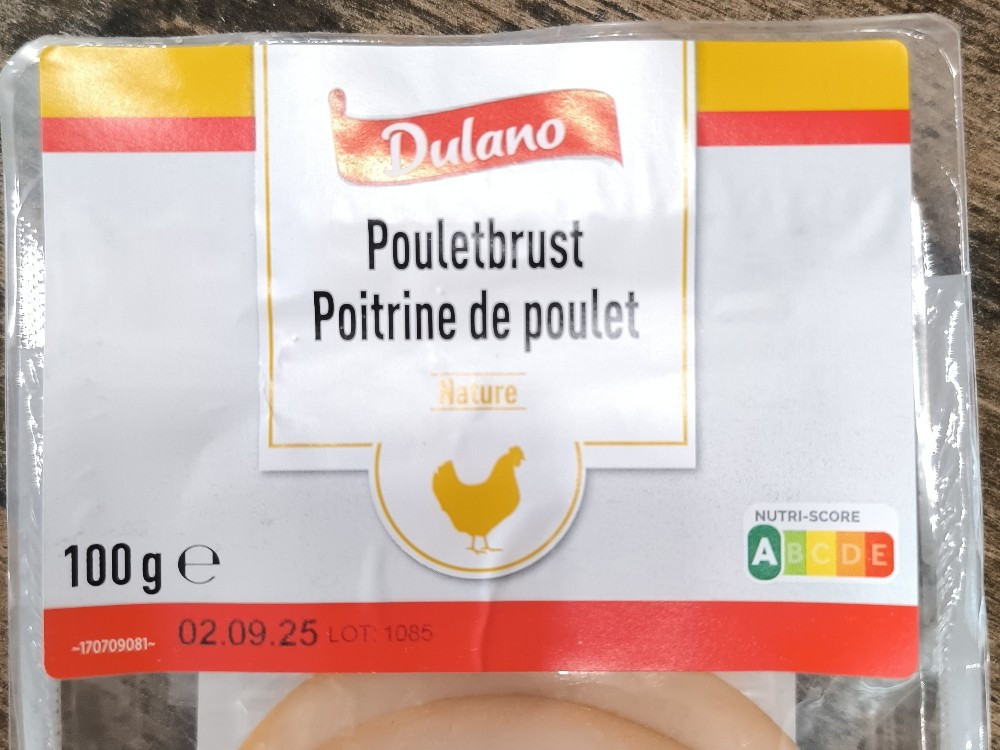 Dulano
Pouletbrust
Poitrine de poulet
Nature
NUTRI-SCORE
A B C D E
100 g ℮
~170709081~ 02.09.25 LOT: 1085